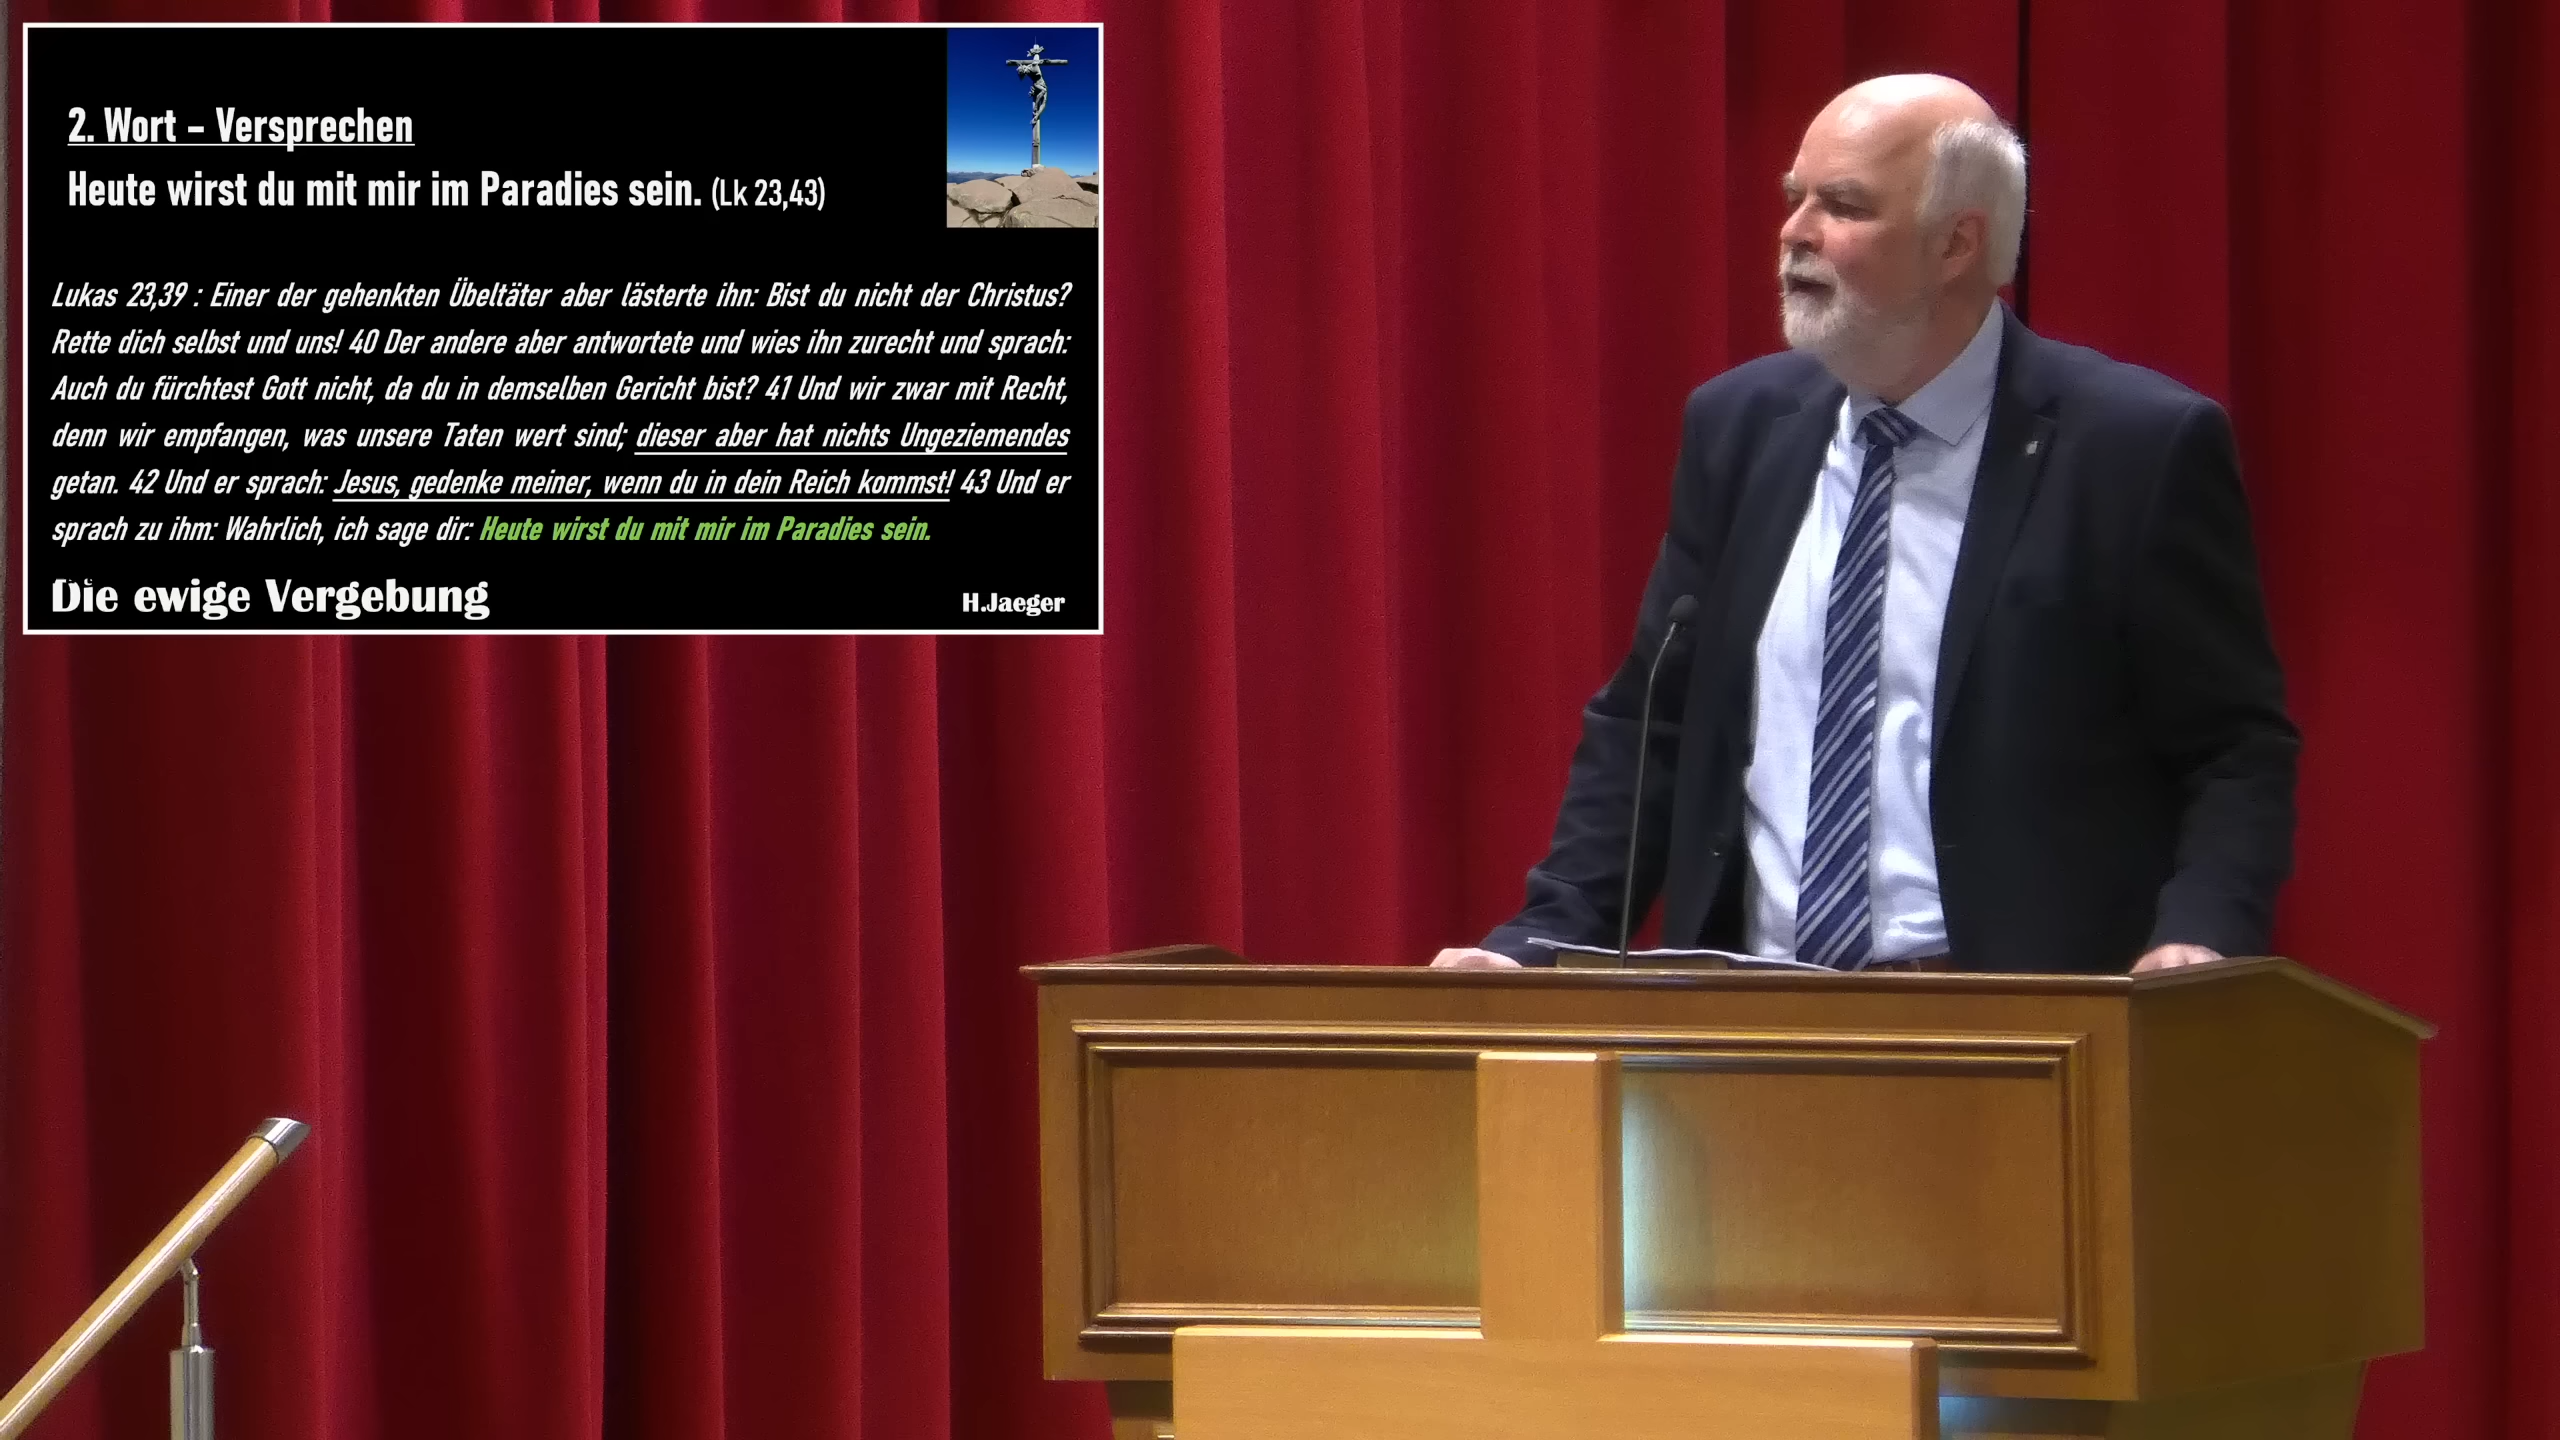 2. Wort – Versprechen
Heute wirst du mit mir im Paradies sein. (Lk 23,43)
Lukas 23,39 : Einer der gehenkten Übeltäter aber lästerte ihn: Bist du nicht der Christus?
Rette dich selbst und uns! 40 Der andere aber antwortete und wies ihn zurecht und sprach:
Auch du fürchtest Gott nicht, da du in demselben Gericht bist? 41 Und wir zwar mit Recht,
denn wir empfangen, was unsere Taten wert sind; dieser aber hat nichts Ungeziemendes
getan. 42 Und er sprach: Jesus, gedenke meiner, wenn du in dein Reich kommst! 43 Und er
sprach zu ihm: Wahrlich, ich sage dir: Heute wirst du mit mir im Paradies sein.
Die ewige Vergebung
H.Jaeger